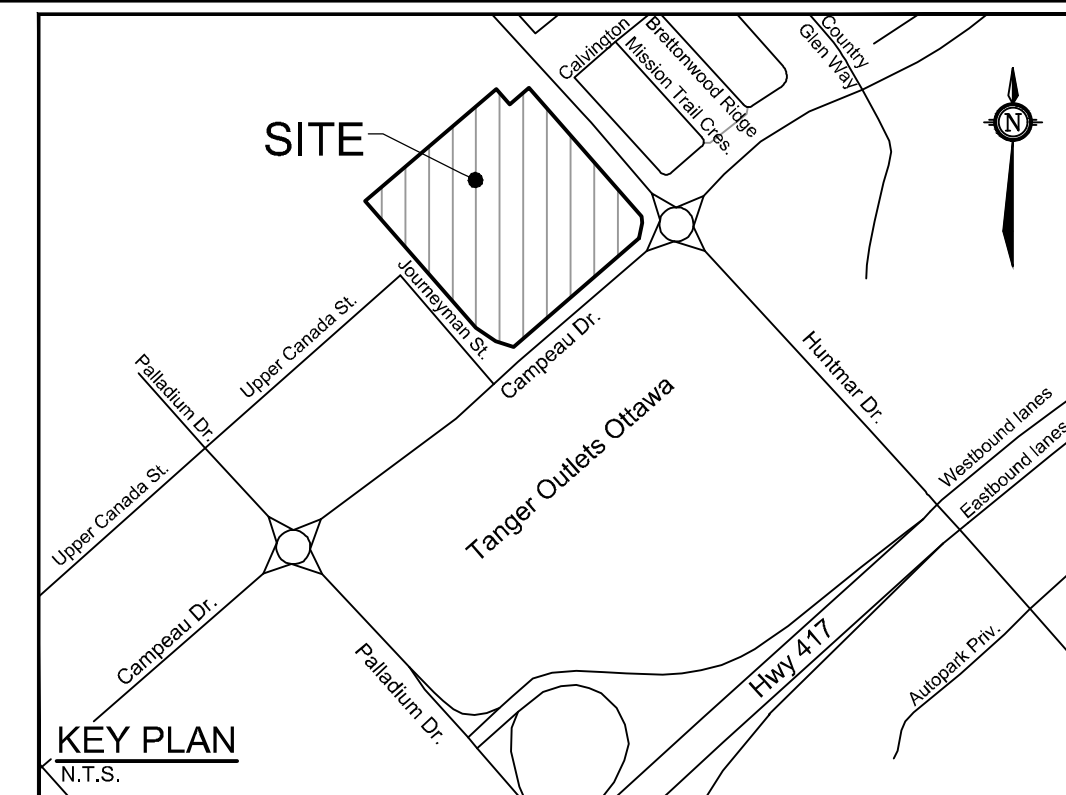 Calvington
Brettonwood Ridge
Mission Trail Cres.
Country
Glen Way
SITE
N
Journeyman St.
Upper Canada St.
Campeau Dr.
Palladium Dr.
Huntmar Dr.
Tanger Outlets Ottawa
Westbound lanes
Eastbound lanes
Upper Canada St.
Campeau Dr.
Palladium Dr.
Hwy 417
Autopark Priv.
KEY PLAN
N.T.S.